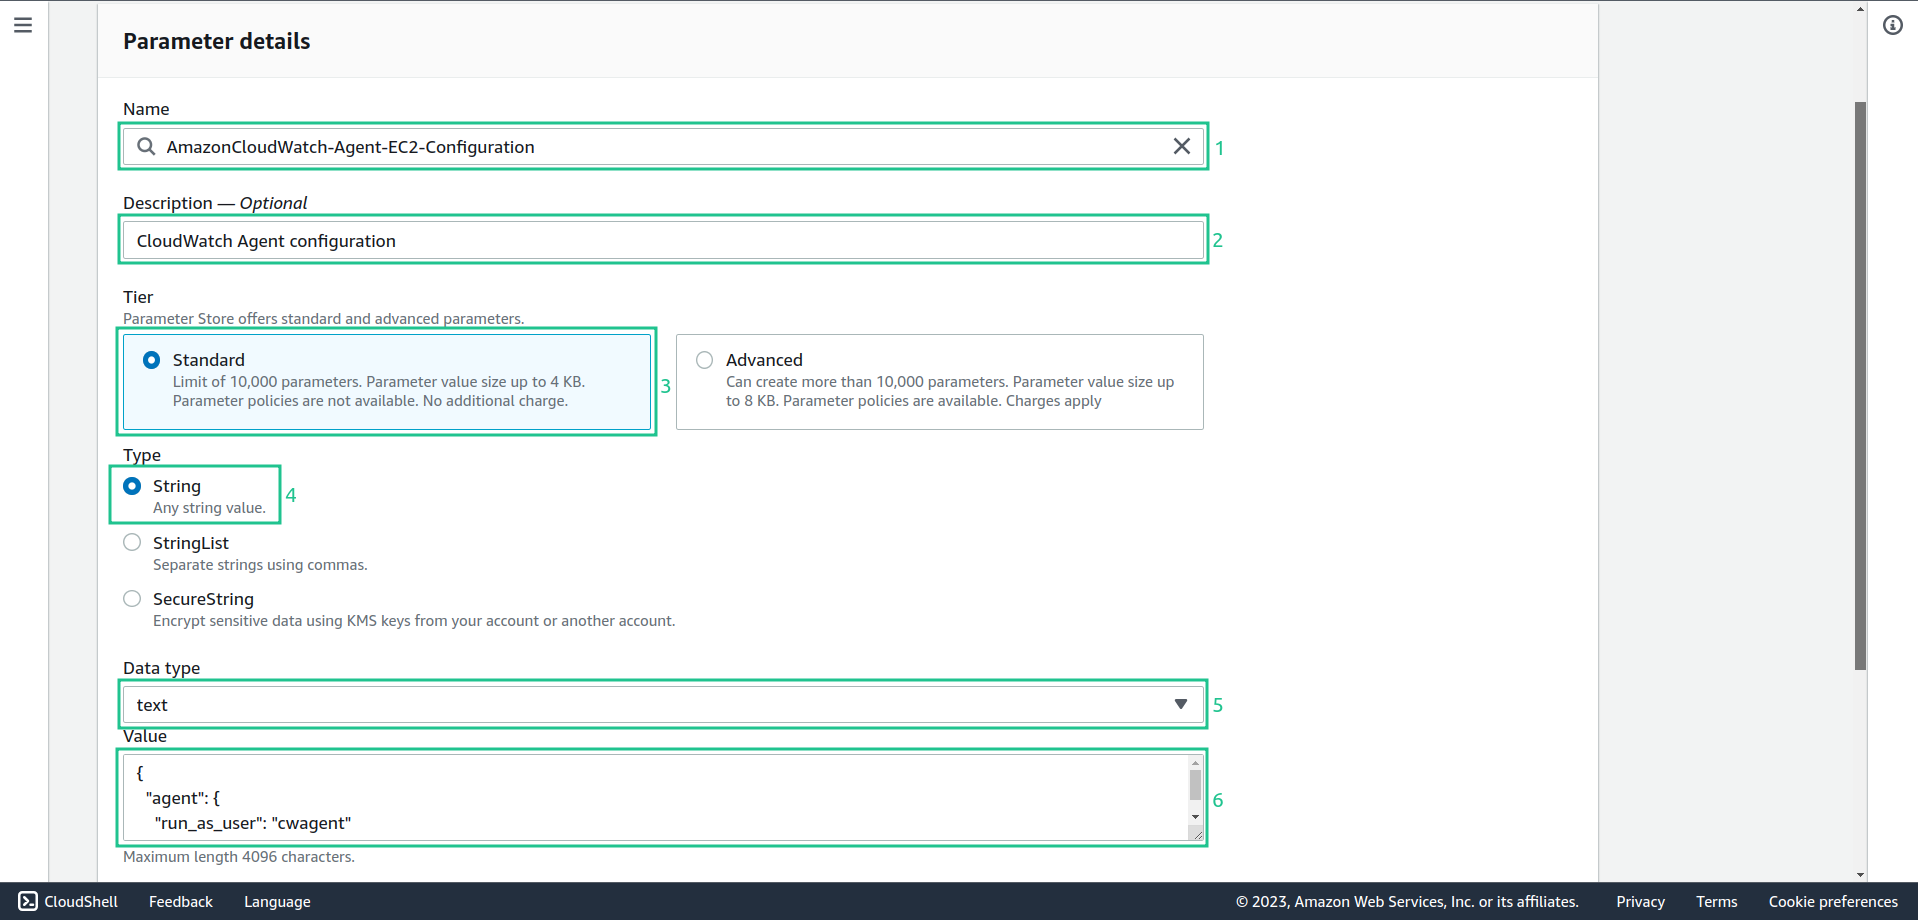 Parameter details
Name
AmazonCloudWatch-Agent-EC2-Configuration
1
Description — Optional
CloudWatch Agent configuration
2
Tier
Parameter Store offers standard and advanced parameters.
Standard
Limit of 10,000 parameters. Parameter value size up to 4 KB.
Parameter policies are not available. No additional charge.
3
Advanced
Can create more than 10,000 parameters. Parameter value size up
to 8 KB. Parameter policies are available. Charges apply
Type
String
Any string value.
4
StringList
Separate strings using commas.
SecureString
Encrypt sensitive data using KMS keys from your account or another account.
Data type
text
5
Value
{
"agent": {
"run_as_user": "cwagent"
6
Maximum length 4096 characters.
CloudShell Feedback Language © 2023, Amazon Web Services, Inc. or its affiliates. Privacy Terms Cookie preferences